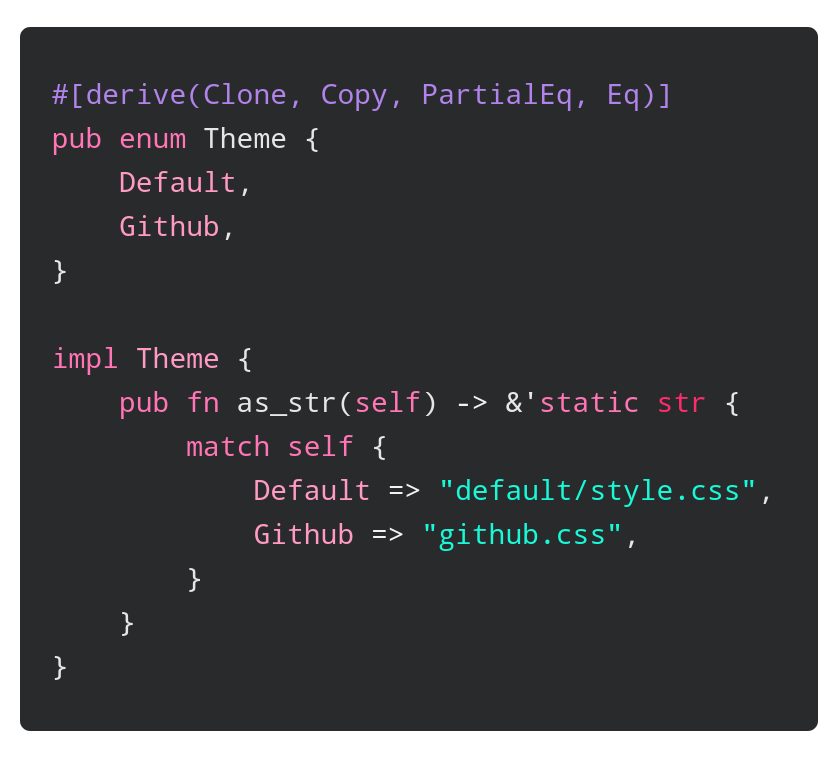 #[derive(Clone, Copy, PartialEq, Eq)]
pub enum Theme {
    Default,
    Github,
}

impl Theme {
    pub fn as_str(self) -> &'static str {
        match self {
            Default => "default/style.css",
            Github => "github.css",
        }
    }
}